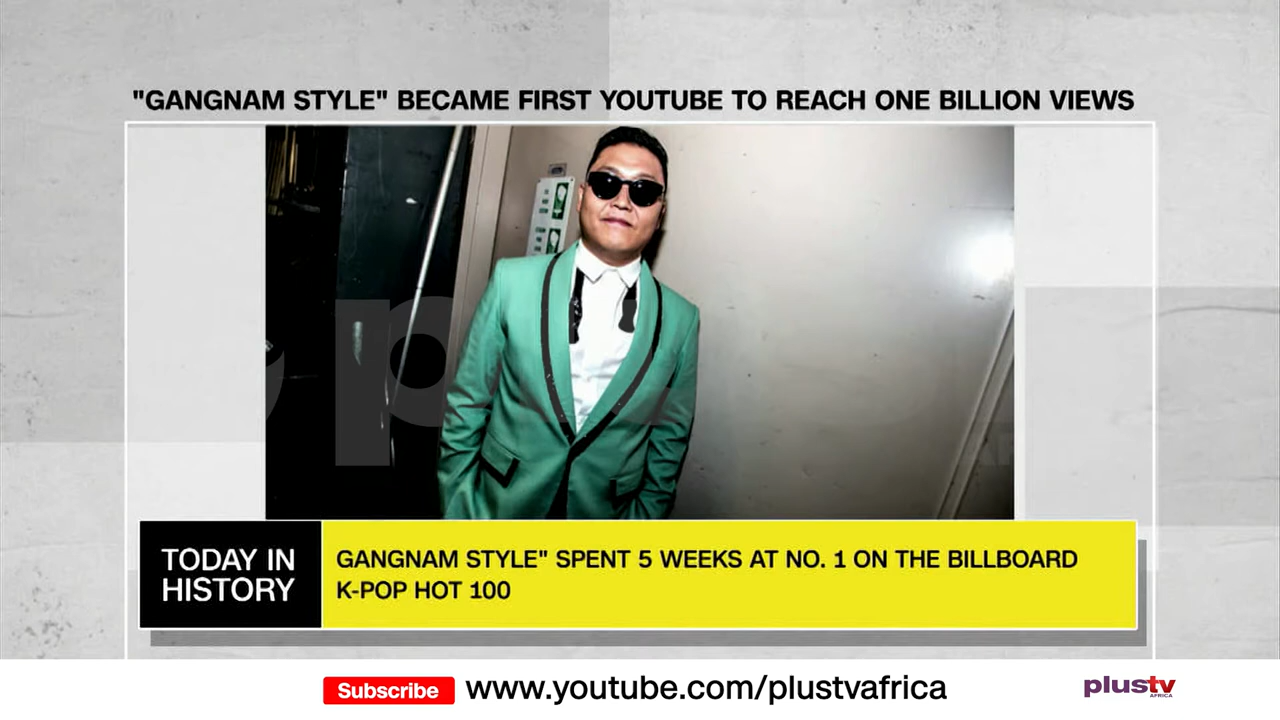 "GANGNAM STYLE" BECAME FIRST YOUTUBE TO REACH ONE BILLION VIEWS
TODAY IN
HISTORY
GANGNAM STYLE" SPENT 5 WEEKS AT NO. 1 ON THE BILLBOARD
K-POP HOT 100
Subscribe www.youtube.com/plustvafrica
plustv
AFRICA